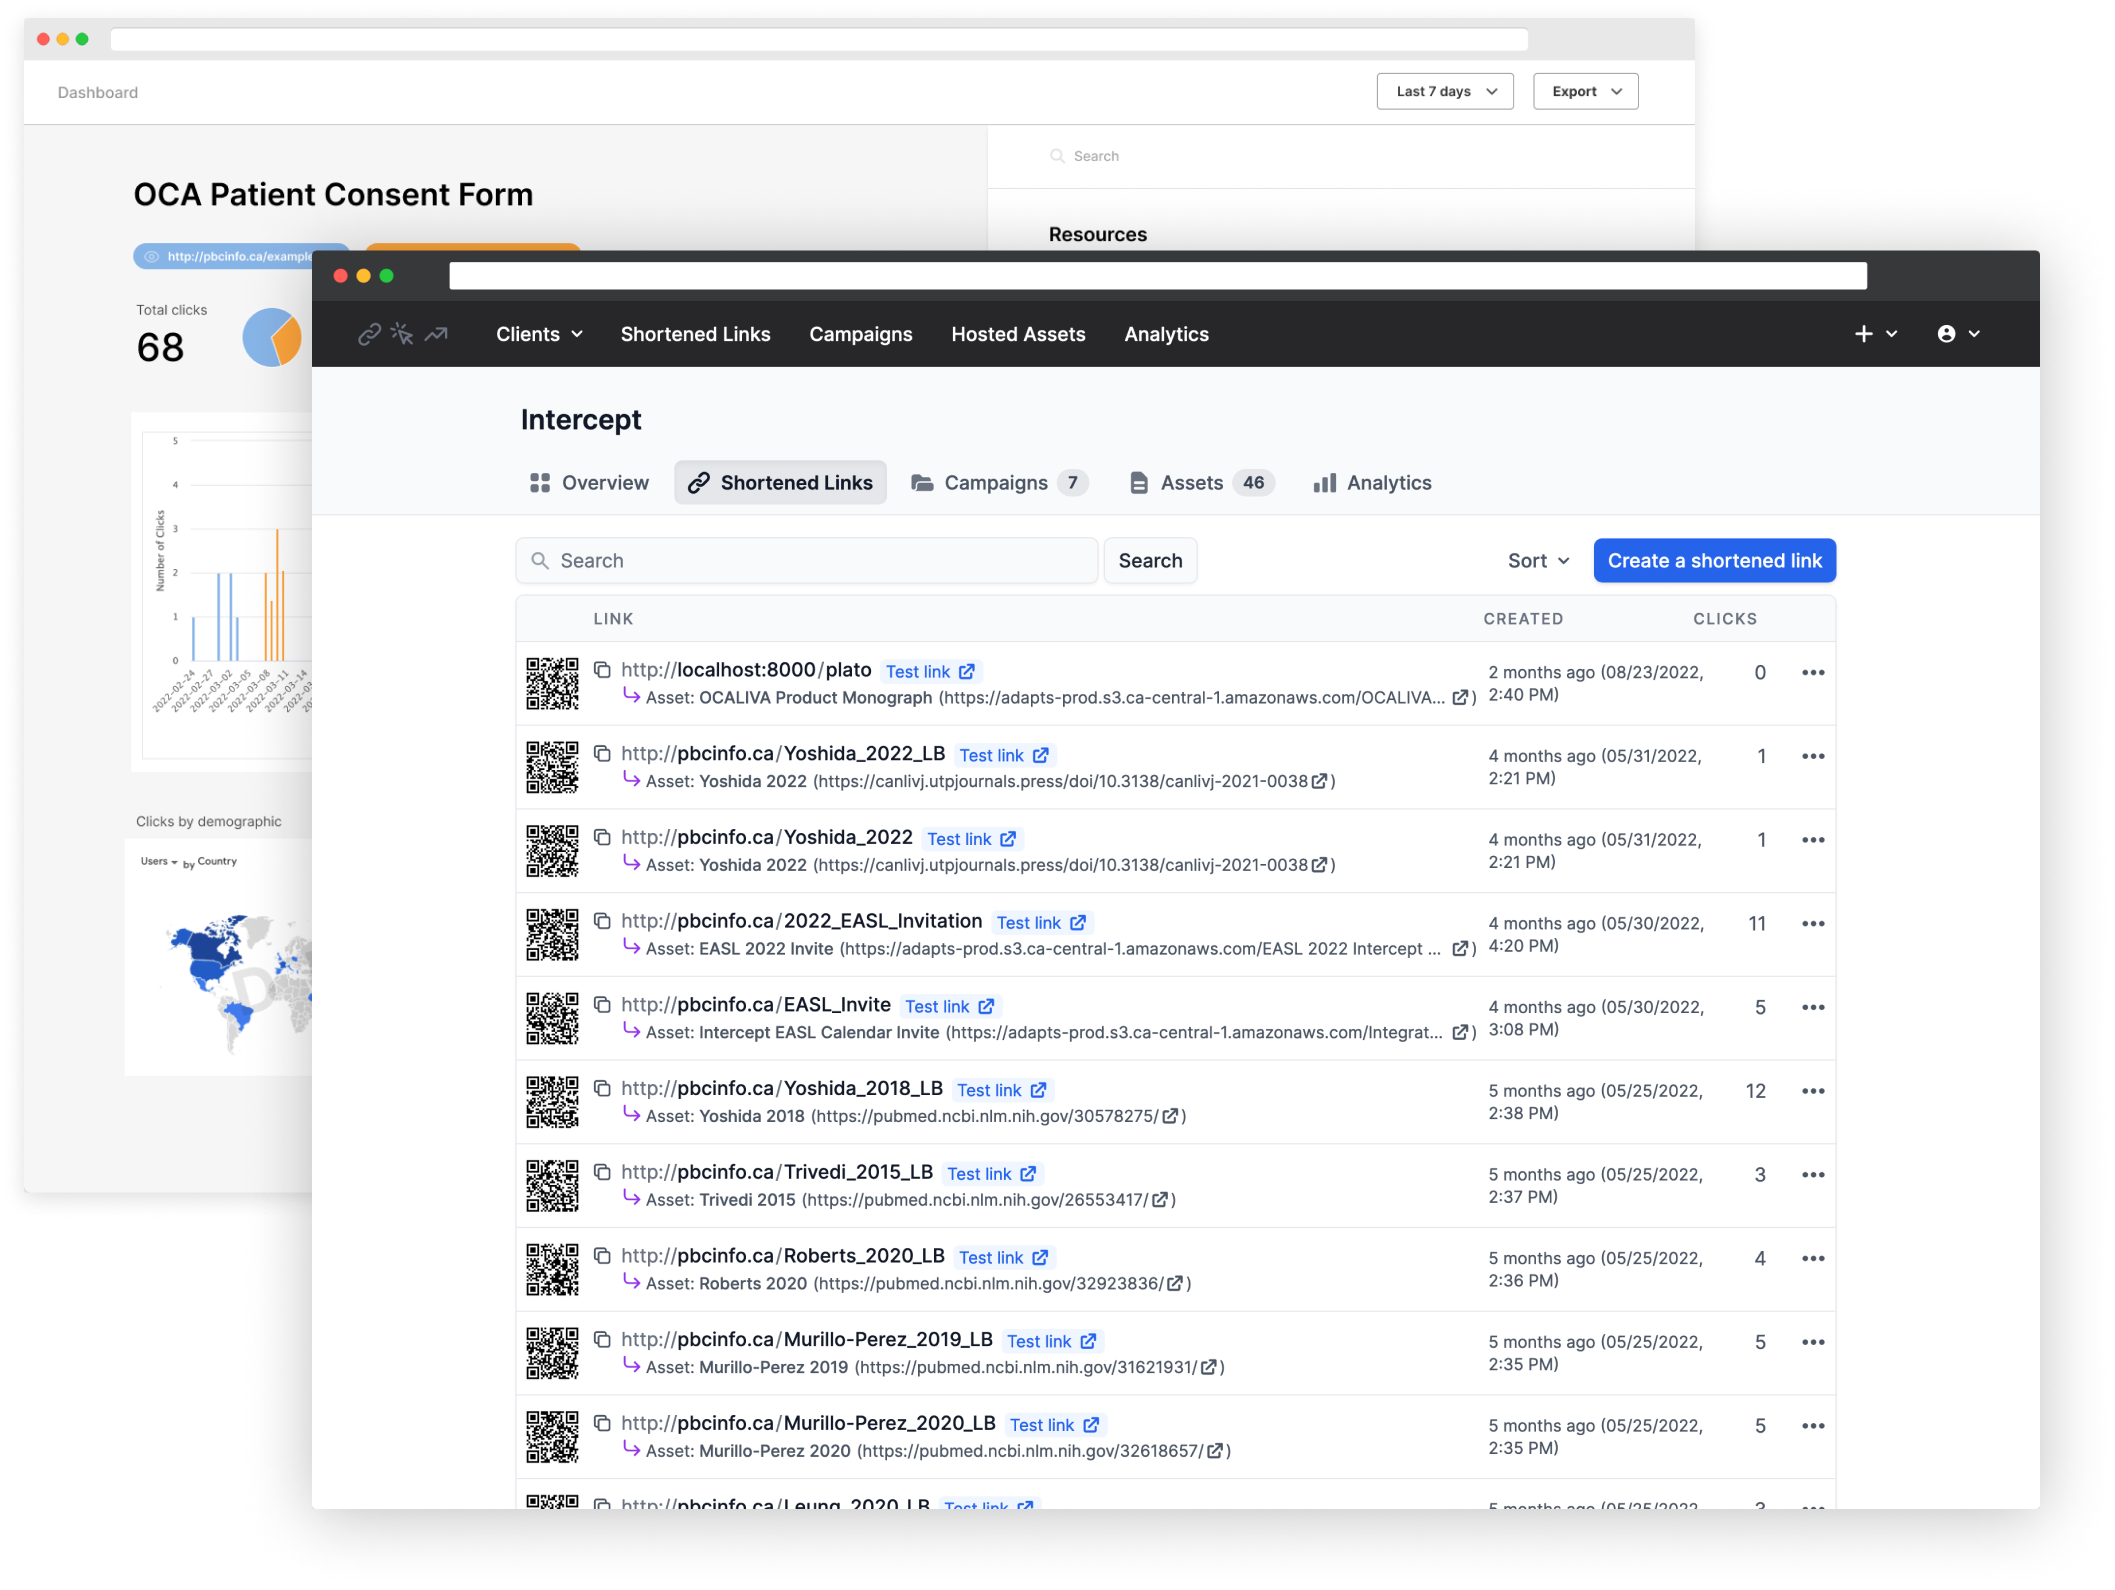 Dashboard
Last 7 days
Export
Search
OCA Patient Consent Form
Resources
http://pbcinfo.ca/example
Total clicks
68
5
4
3
2
1
0
Number of Clicks
2022-02-24
2022-02-27
2022-03-02
2022-03-05
2022-03-08
2022-03-11
2022-03-14
Clicks by demographic
Users by Country
Clients
Shortened Links
Campaigns
Hosted Assets
Analytics
Intercept
Overview
Shortened Links
Campaigns 7
Assets 46
Analytics
Search
Search
Sort
Create a shortened link
LINK CREATED CLICKS
http://localhost:8000/plato Test link
Asset: OCALIVA Product Monograph (https://adapts-prod.s3.ca-central-1.amazonaws.com/OCALIVA... )
2 months ago (08/23/2022,
2:40 PM)
0
http://pbcinfo.ca/Yoshida_2022_LB Test link
Asset: Yoshida 2022 (https://canlivj.utpjournals.press/doi/10.3138/canlivj-2021-0038 )
4 months ago (05/31/2022,
2:21 PM)
1
http://pbcinfo.ca/Yoshida_2022 Test link
Asset: Yoshida 2022 (https://canlivj.utpjournals.press/doi/10.3138/canlivj-2021-0038 )
4 months ago (05/31/2022,
2:21 PM)
1
http://pbcinfo.ca/2022_EASL_Invitation Test link
Asset: EASL 2022 Invite (https://adapts-prod.s3.ca-central-1.amazonaws.com/EASL 2022 Intercept ... )
4 months ago (05/30/2022,
4:20 PM)
11
http://pbcinfo.ca/EASL_Invite Test link
Asset: Intercept EASL Calendar Invite (https://adapts-prod.s3.ca-central-1.amazonaws.com/Integrat... )
4 months ago (05/30/2022,
3:08 PM)
5
http://pbcinfo.ca/Yoshida_2018_LB Test link
Asset: Yoshida 2018 (https://pubmed.ncbi.nlm.nih.gov/30578275/ )
5 months ago (05/25/2022,
2:38 PM)
12
http://pbcinfo.ca/Trivedi_2015_LB Test link
Asset: Trivedi 2015 (https://pubmed.ncbi.nlm.nih.gov/26553417/ )
5 months ago (05/25/2022,
2:37 PM)
3
http://pbcinfo.ca/Roberts_2020_LB Test link
Asset: Roberts 2020 (https://pubmed.ncbi.nlm.nih.gov/32923836/ )
5 months ago (05/25/2022,
2:36 PM)
4
http://pbcinfo.ca/Murillo-Perez_2019_LB Test link
Asset: Murillo-Perez 2019 (https://pubmed.ncbi.nlm.nih.gov/31621931/ )
5 months ago (05/25/2022,
2:35 PM)
5
http://pbcinfo.ca/Murillo-Perez_2020_LB Test link
Asset: Murillo-Perez 2020 (https://pubmed.ncbi.nlm.nih.gov/32618657/ )
5 months ago (05/25/2022,
2:35 PM)
5
http://pbcinfo.ca/Leung_2020_LB Test link
5 months ago (05/25/2022,
3